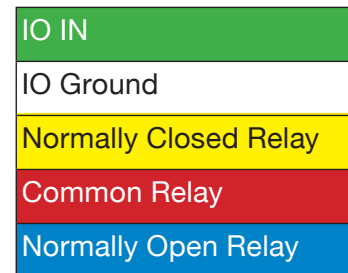 IO IN
IO Ground
Normally Closed Relay
Common Relay
Normally Open Relay